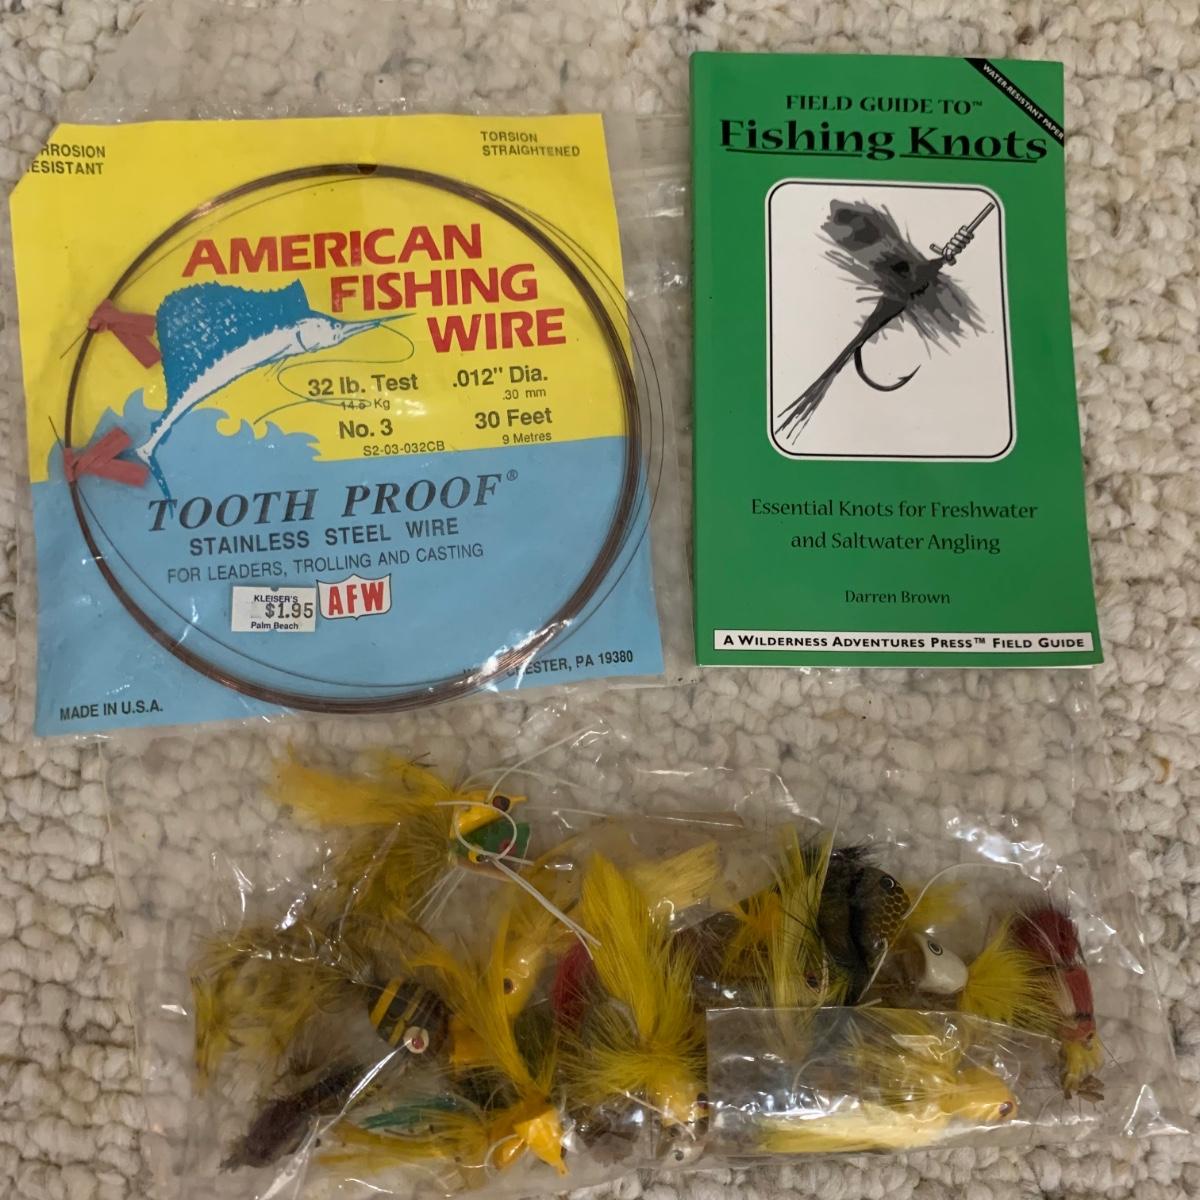 RROSION
ESISTANT
TORSION
STRAIGHTENED
AMERICAN
FISHING
WIRE
32 lb. Test
14.5 Kg
.012" Dia.
.30 mm
No. 3
30 Feet
9 Metres
S2-03-032CB
TOOTH PROOF®
STAINLESS STEEL WIRE
FOR LEADERS, TROLLING AND CASTING
KLEISER'S
$1.95
Palm Beach
AFW
CHESTER, PA 19380
MADE IN U.S.A.
WATER-RESISTANT PAPER
FIELD GUIDE TO™
Fishing Knots
Essential Knots for Freshwater
and Saltwater Angling
Darren Brown
A WILDERNESS ADVENTURES PRESS™ FIELD GUIDE